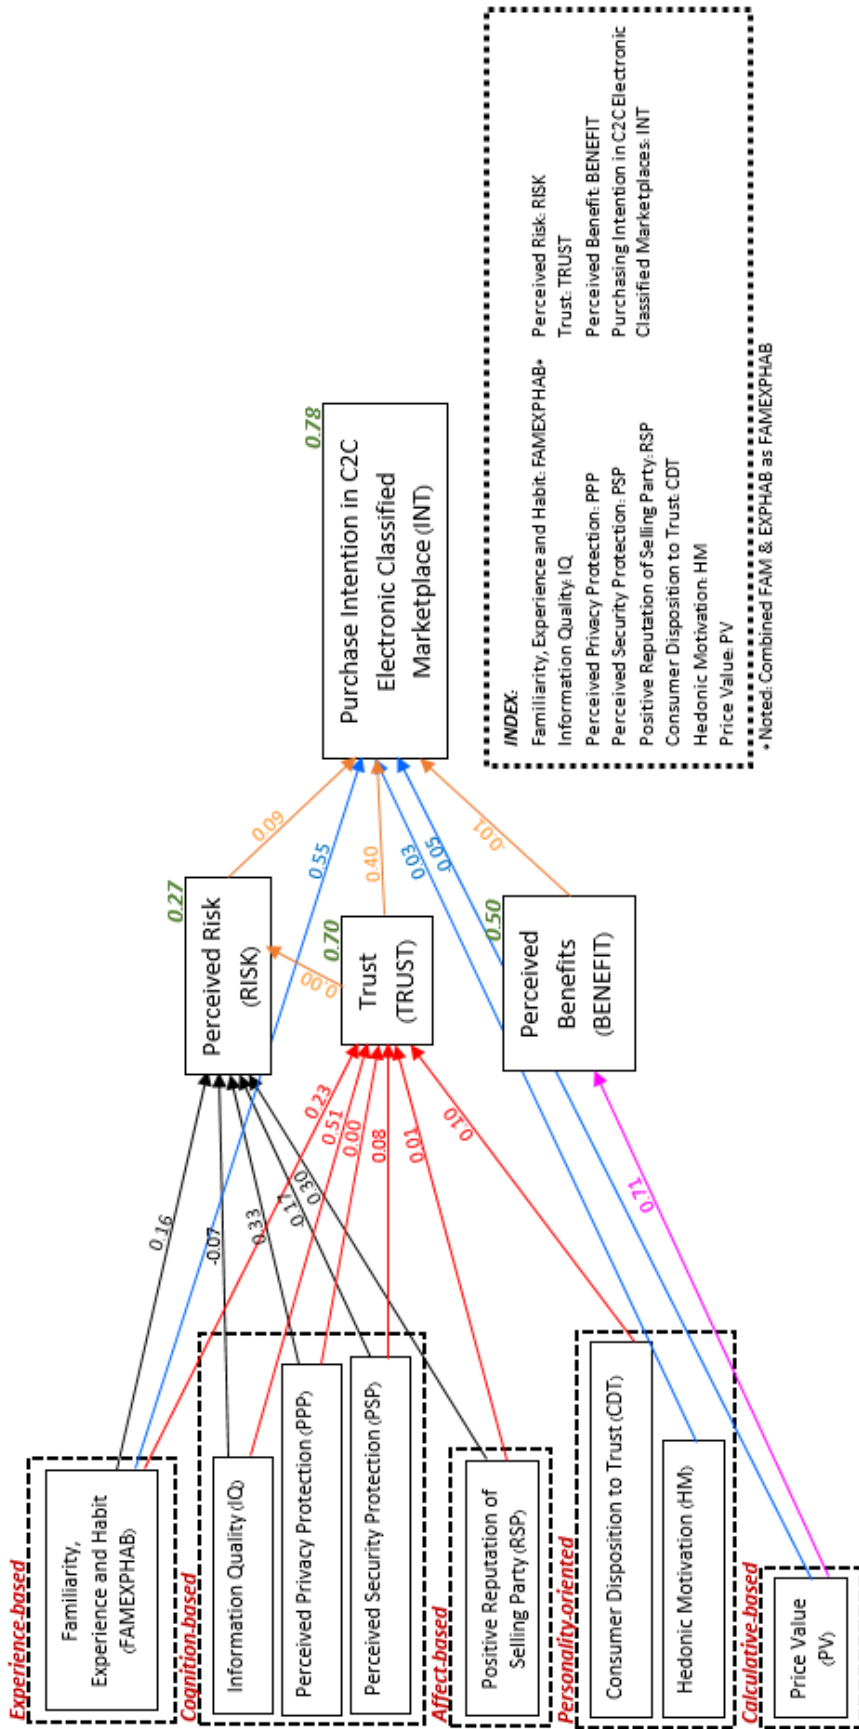 Experience-based
Familiarity,
Experience and Habit
(FAMEXPHAB)
Cognition-based
Information Quality (IQ)
Perceived Privacy Protection (PPP)
Perceived Security Protection (PSP)
Affect-based
Positive Reputation of
Selling Party (RSP)
Personality-oriented
Consumer Disposition to Trust (CDT)
Hedonic Motivation (HM)
Calculative-based
Price Value
(PV)
0.16
-0.07
0.33
0.17
0.30
0.23
0.51
0.00
0.08
0.01
0.10
0.71
0.27
Perceived Risk
(RISK)
0.00
0.70
Trust
(TRUST)
0.50
Perceived
Benefits
(BENEFIT)
0.09
0.55
0.40
0.03
-0.05
-0.01
0.78
Purchase Intention in C2C
Electronic Classified
Marketplace (INT)
INDEX:
Familiarity, Experience and Habit: FAMEXPHAB*
Information Quality: IQ
Perceived Privacy Protection: PPP
Perceived Security Protection: PSP
Positive Reputation of Selling Party: RSP
Consumer Disposition to Trust: CDT
Hedonic Motivation: HM
Price Value: PV
Perceived Risk: RISK
Trust: TRUST
Perceived Benefit: BENEFIT
Purchasing Intention in C2C Electronic
Classified Marketplaces: INT
* Noted: Combined FAM & EXPHAB as FAMEXPHAB